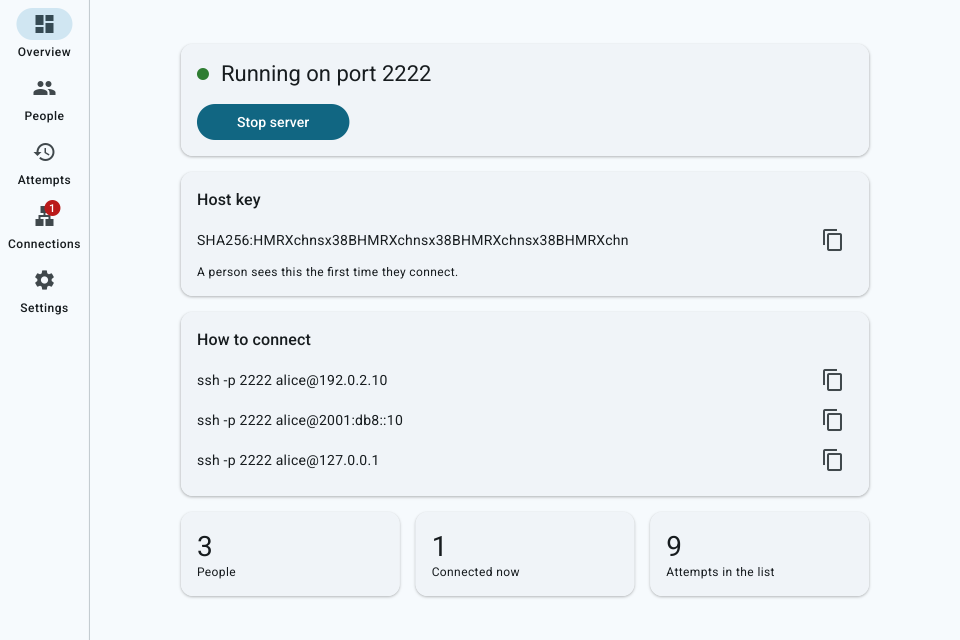 Overview
People
Attempts
1
Connections
Settings
Running on port 2222
Stop server
Host key
SHA256:HMRXchnsx38BHMRXchnsx38BHMRXchnsx38BHMRXchn
A person sees this the first time they connect.
How to connect
ssh -p 2222 alice@192.0.2.10
ssh -p 2222 alice@2001:db8::10
ssh -p 2222 alice@127.0.0.1
3
People
1
Connected now
9
Attempts in the list